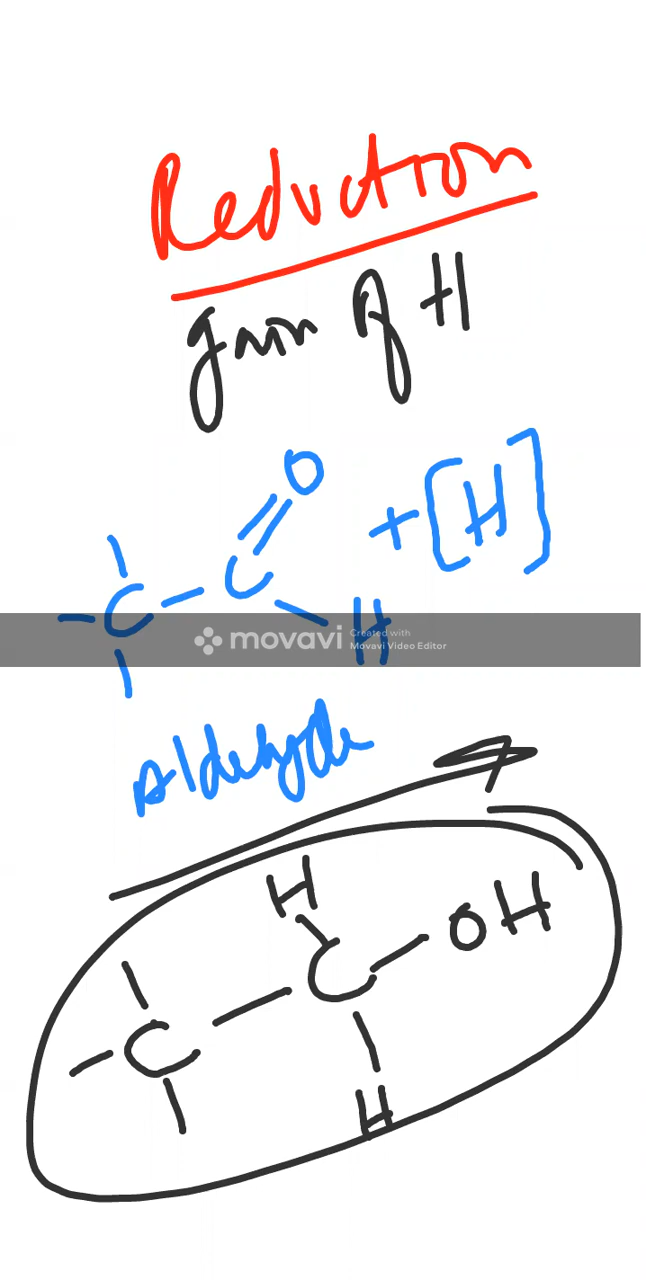 Reduction
gain of H
O
C - C + [H]
H
movavi Created with Movavi Video Editor
Aldehyde
H
C - C - OH
H